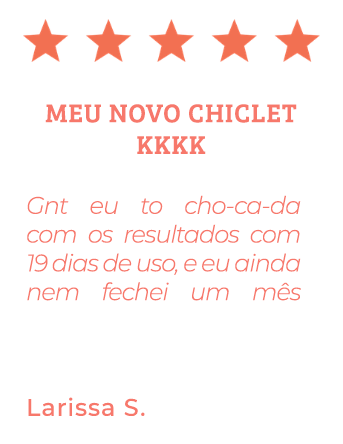 MEU NOVO CHICLET
KKKK
Gnt eu to cho-ca-da
com os resultados com
19 dias de uso, e eu ainda
nem fechei um mês
Larissa S.